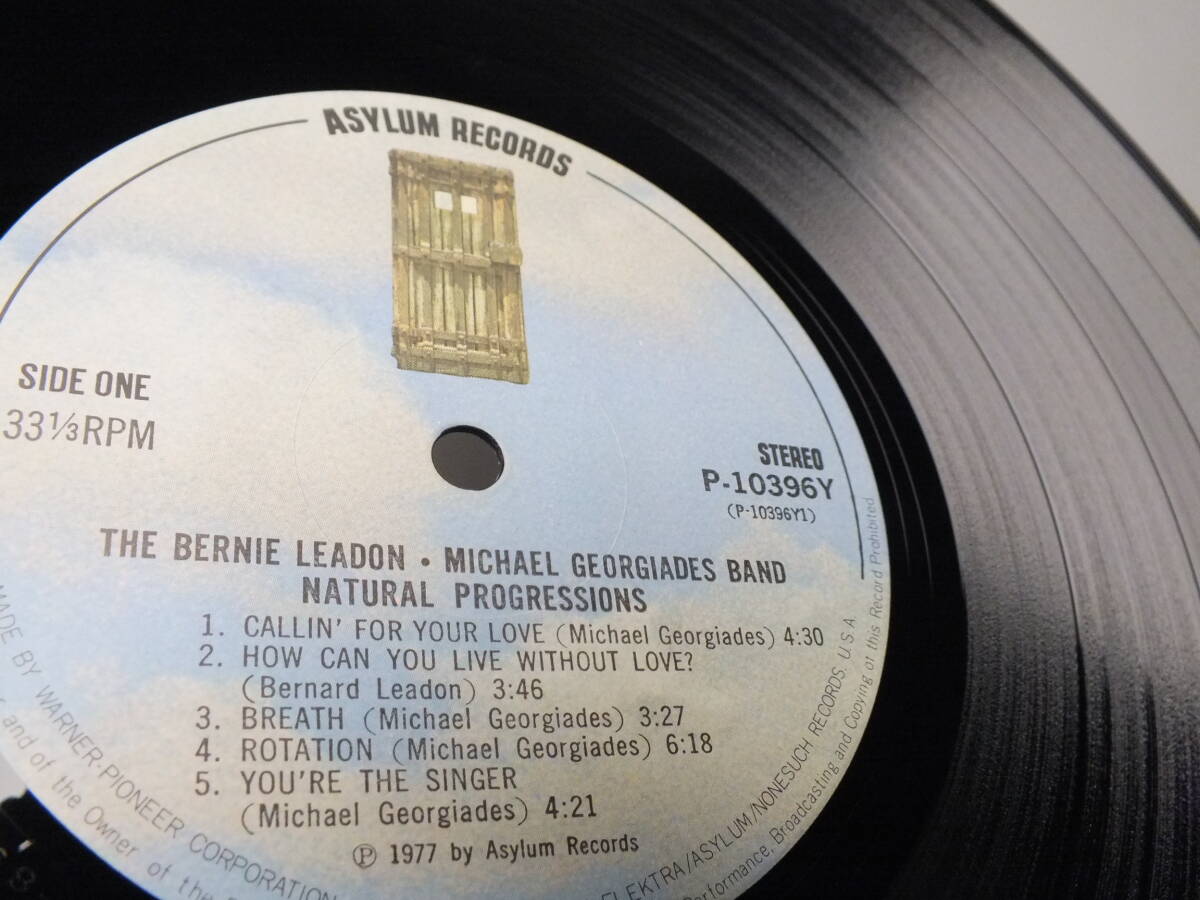 ASYLUM RECORDS
SIDE ONE
33⅓RPM
STEREO
P-10396Y
(P-10396Y1)
THE BERNIE LEADON • MICHAEL GEORGIADES BAND
NATURAL PROGRESSIONS
1. CALLIN' FOR YOUR LOVE (Michael Georgiades) 4:30
2. HOW CAN YOU LIVE WITHOUT LOVE?
(Bernard Leadon) 3:46
3. BREATH (Michael Georgiades) 3:27
4. ROTATION (Michael Georgiades) 6:18
5. YOU'RE THE SINGER
(Michael Georgiades) 4:21
Ⓟ 1977 by Asylum Records
MADE BY WARNER-PIONEER CORPORATION
ELEKTRA/ASYLUM/NONESUCH RECORDS, U.S.A.
and of the Owner of the
Performance, Broadcasting and Copying of this Record Prohibited